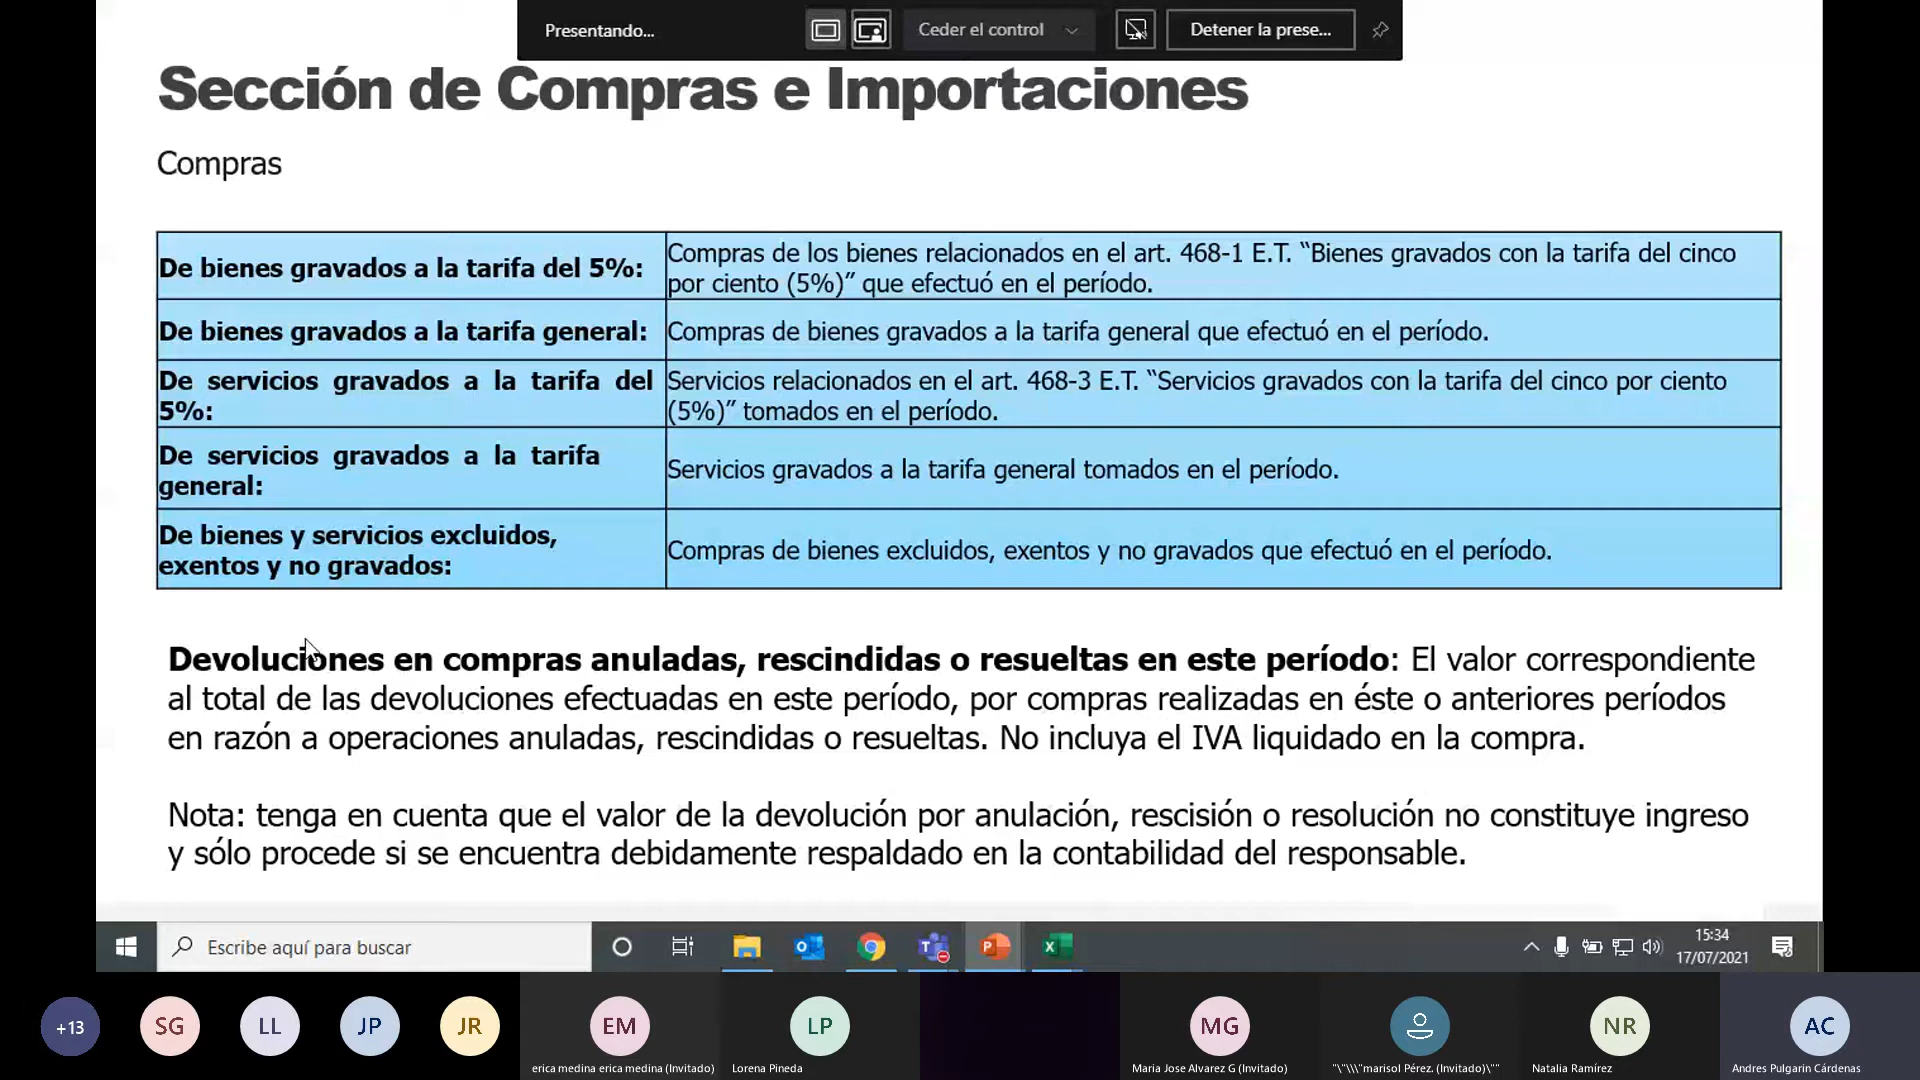 Presentando...
Ceder el control
Detener la prese...
Sección de Compras e Importaciones
Compras
De bienes gravados a la tarifa del 5%:
Compras de los bienes relacionados en el art. 468-1 E.T. “Bienes gravados con la tarifa del cinco
por ciento (5%)” que efectuó en el período.
De bienes gravados a la tarifa general:
Compras de bienes gravados a la tarifa general que efectuó en el período.
De servicios gravados a la tarifa del
5%:
Servicios relacionados en el art. 468-3 E.T. “Servicios gravados con la tarifa del cinco por ciento
(5%)” tomados en el período.
De servicios gravados a la tarifa
general:
Servicios gravados a la tarifa general tomados en el período.
De bienes y servicios excluidos,
exentos y no gravados:
Compras de bienes excluidos, exentos y no gravados que efectuó en el período.
Devoluciones en compras anuladas, rescindidas o resueltas en este período: El valor correspondiente
al total de las devoluciones efectuadas en este período, por compras realizadas en éste o anteriores períodos
en razón a operaciones anuladas, rescindidas o resueltas. No incluya el IVA liquidado en la compra.
Nota: tenga en cuenta que el valor de la devolución por anulación, rescisión o resolución no constituye ingreso
y sólo procede si se encuentra debidamente respaldado en la contabilidad del responsable.
Escribe aquí para buscar
15:34
17/07/2021
+13
SG
LL
JP
JR
EM
LP
MG
NR
AC
erica medina erica medina (Invitado)
Lorena Pineda
Maria Jose Alvarez G (Invitado)
"\"\\\"marisol Pérez. (Invitado)\""
Natalia Ramírez
Andres Pulgarin Cárdenas